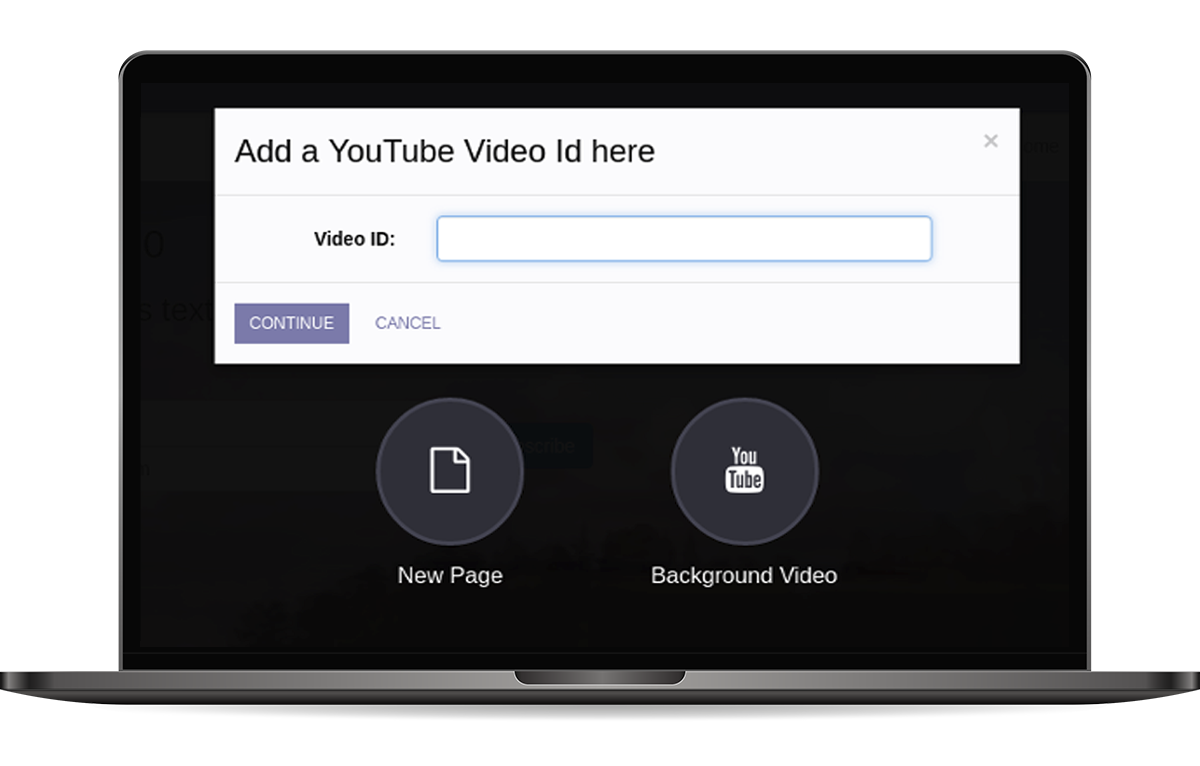 Add a YouTube Video Id here
×
Video ID:
CONTINUE
CANCEL
You
Tube
New Page
Background Video